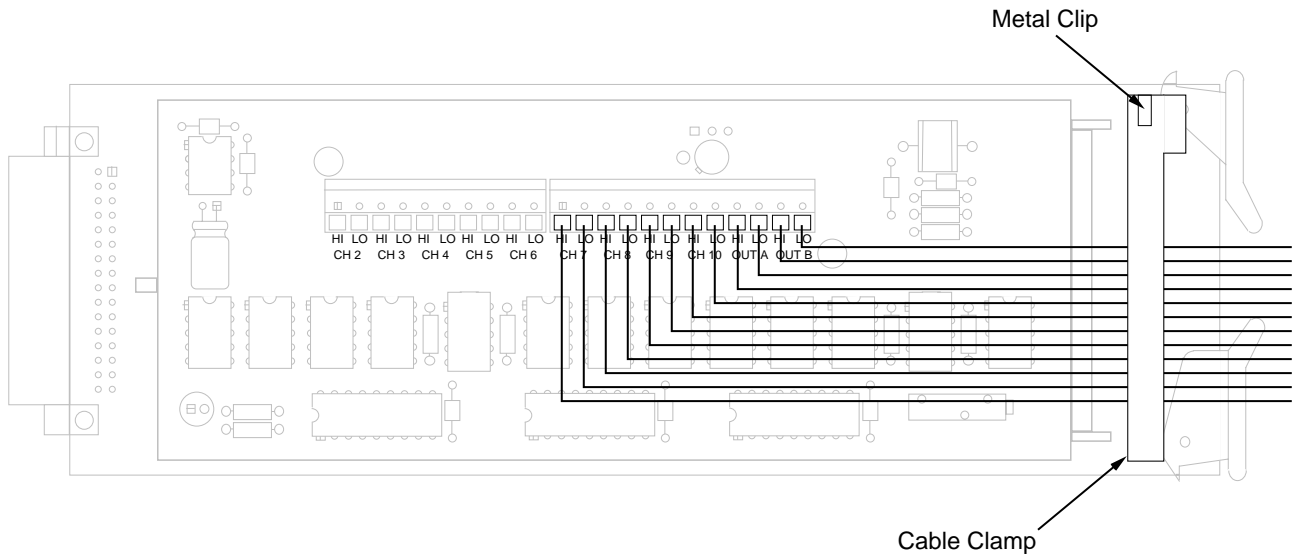 Metal Clip
HI LO HI LO HI LO HI LO HI LO HI LO HI LO HI LO HI LO HI LO HI LO HI LO
CH 2 CH 3 CH 4 CH 5 CH 6 CH 7 CH 8 CH 9 CH 10 OUT A OUT B
Cable Clamp